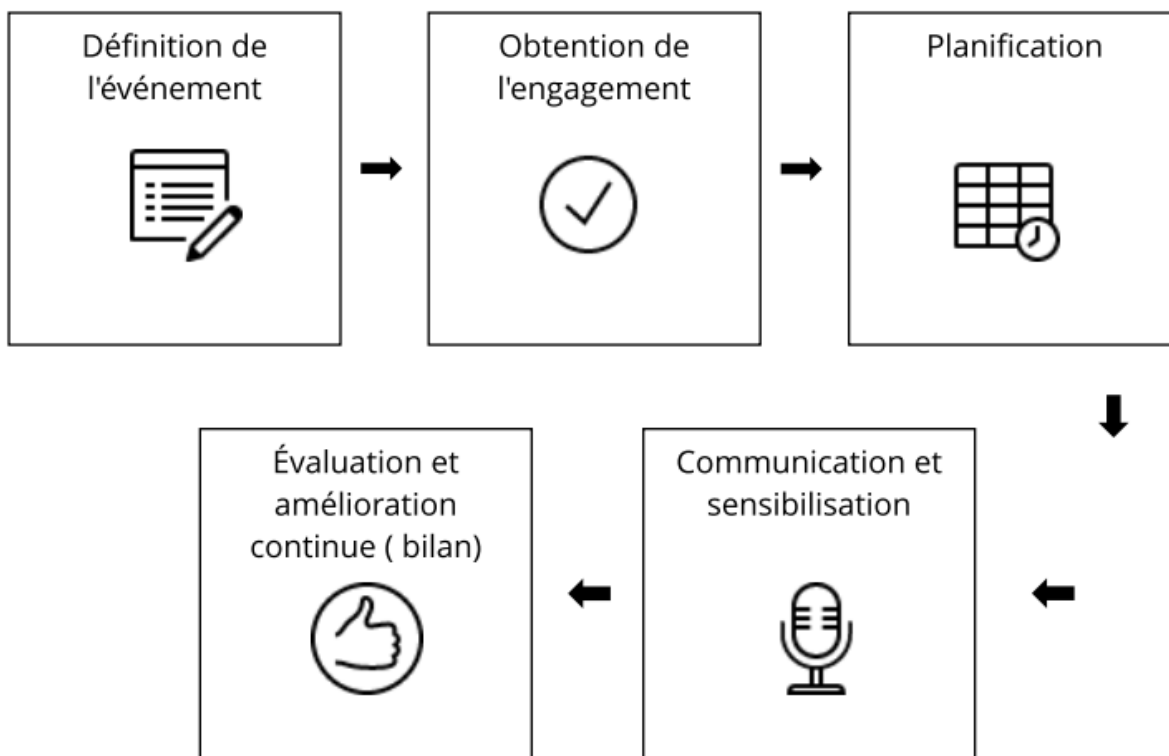 Définition de
l'événement
Obtention de
l'engagement
Planification
Communication et
sensibilisation
Évaluation et
amélioration
continue ( bilan)